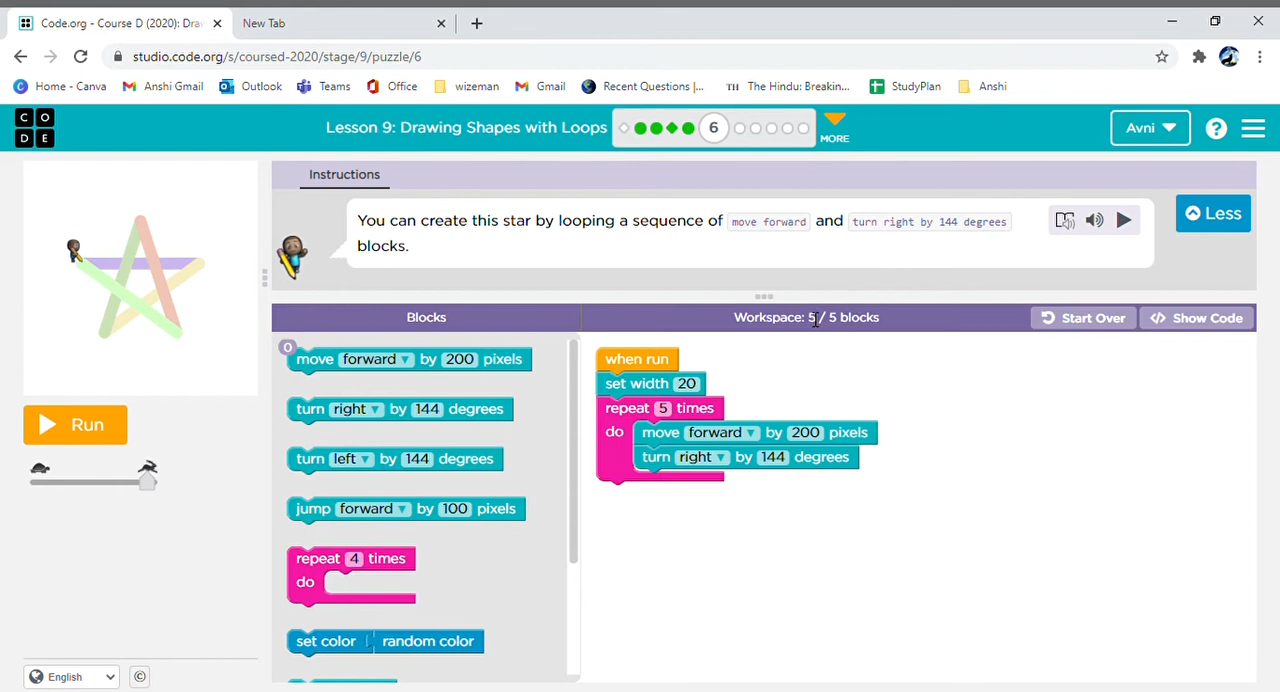 Code.org - Course D (2020): Dra
New Tab
studio.code.org/s/coursed-2020/stage/9/puzzle/6
Home - Canva
Anshi Gmail
Outlook
Teams
Office
wizeman
Gmail
Recent Questions |...
TH
The Hindu: Breakin...
StudyPlan
Anshi
C O
D E
Lesson 9: Drawing Shapes with Loops
6
MORE
Avni
?
Instructions
You can create this star by looping a sequence of move forward and turn right by 144 degrees
blocks.
Less
Blocks
Workspace: 5 / 5 blocks
Start Over
Show Code
0
move forward by 200 pixels
turn right by 144 degrees
turn left by 144 degrees
jump forward by 100 pixels
repeat 4 times
do
set color random color
when run
set width 20
repeat 5 times
do move forward by 200 pixels
turn right by 144 degrees
Run
English
©